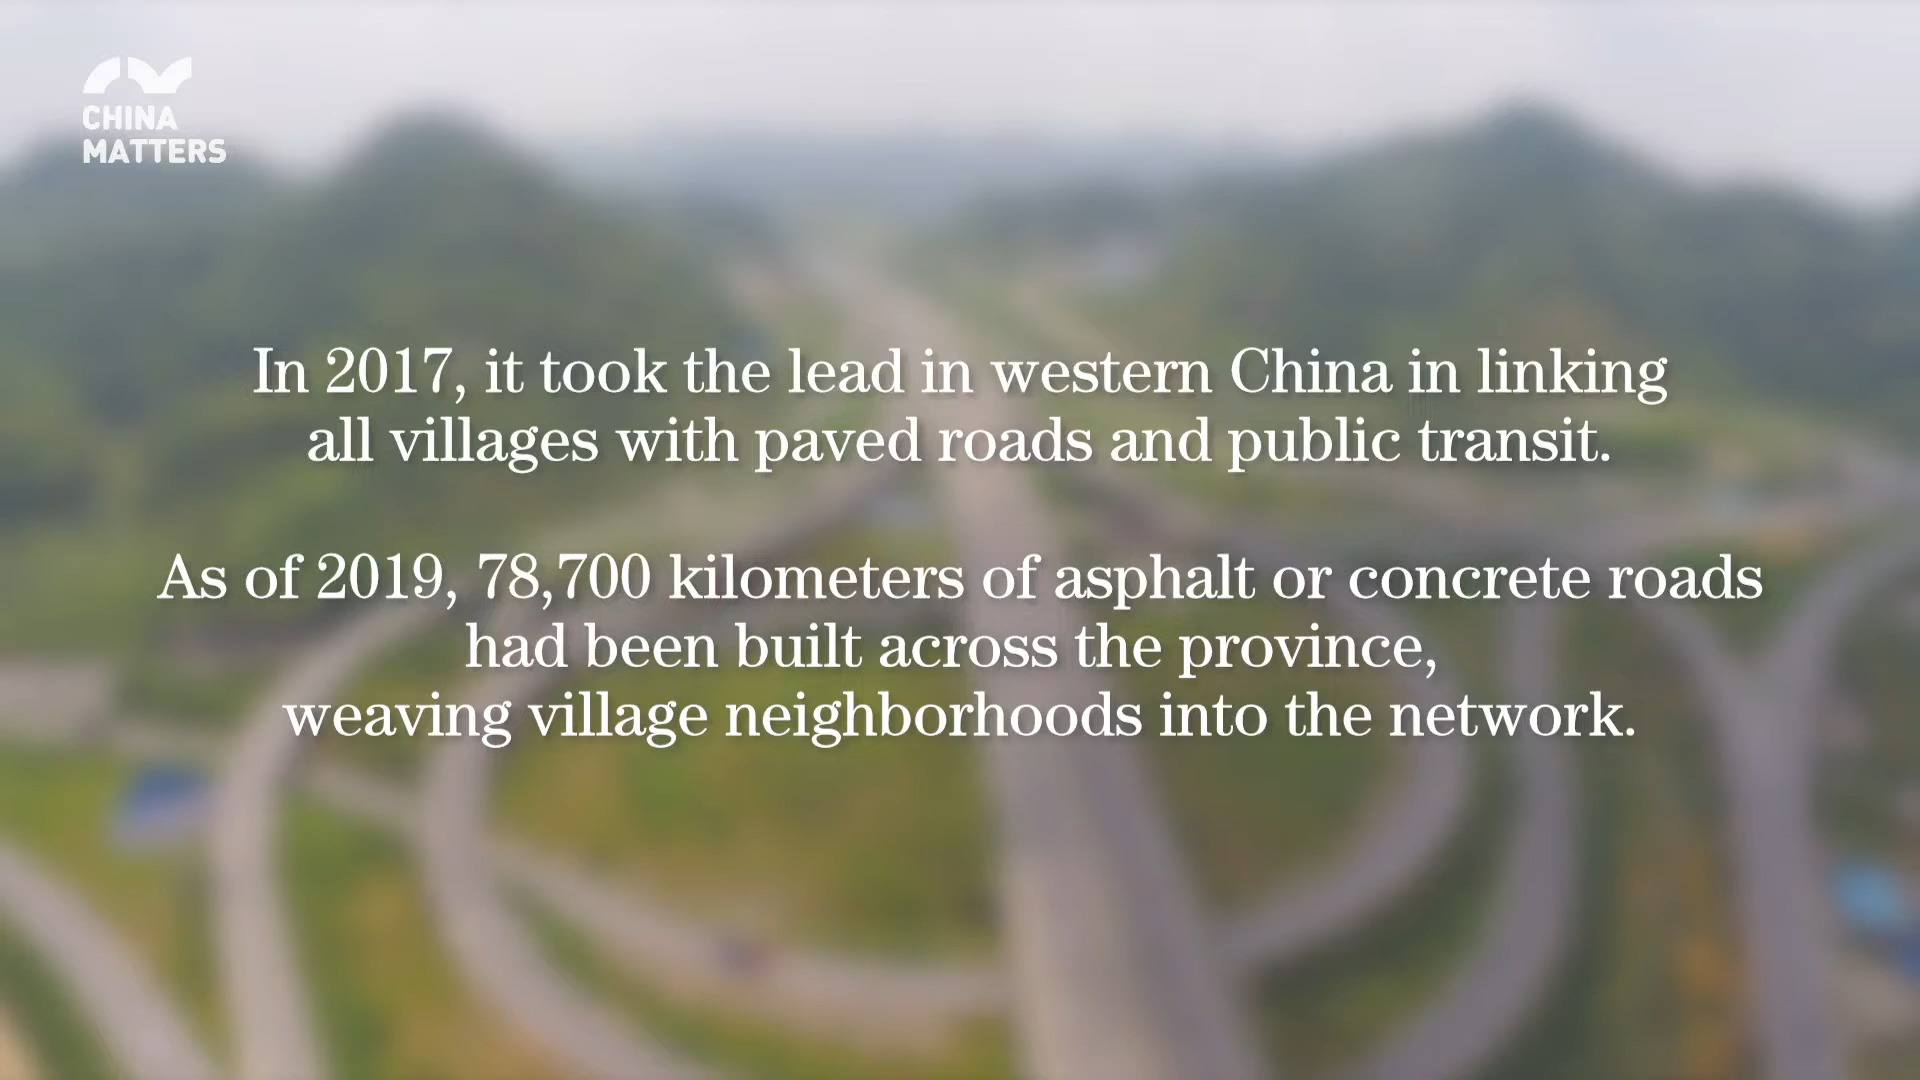 CHINA
MATTERS
In 2017, it took the lead in western China in linking
all villages with paved roads and public transit.
As of 2019, 78,700 kilometers of asphalt or concrete roads
had been built across the province,
weaving village neighborhoods into the network.